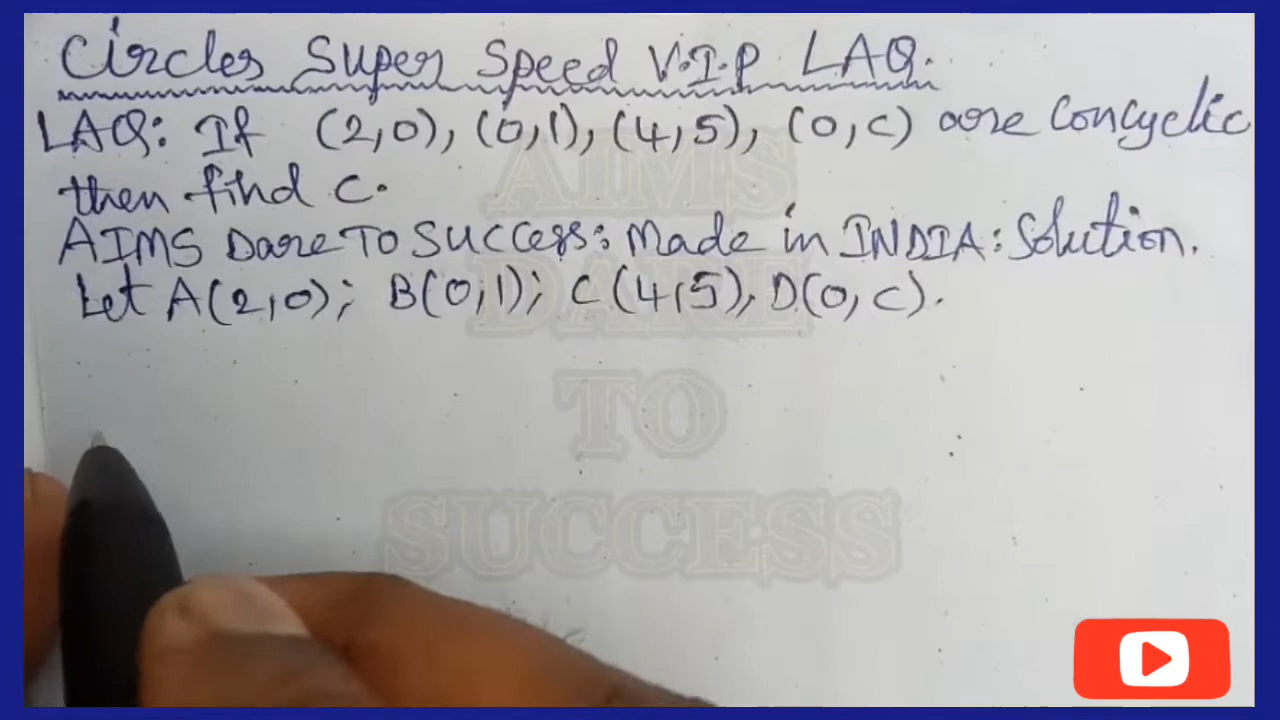 Circles Super Speed V.I.P LAQ.
LAQ: If (2,0), (0,1), (4,5), (0,c) are concyclic
then find c.
AIMS Dare To Success: Made in INDIA: Solution.
Let A(2,0); B(0,1); C(4,5), D(0,c).
AIMS
DARE
TO
SUCCESS